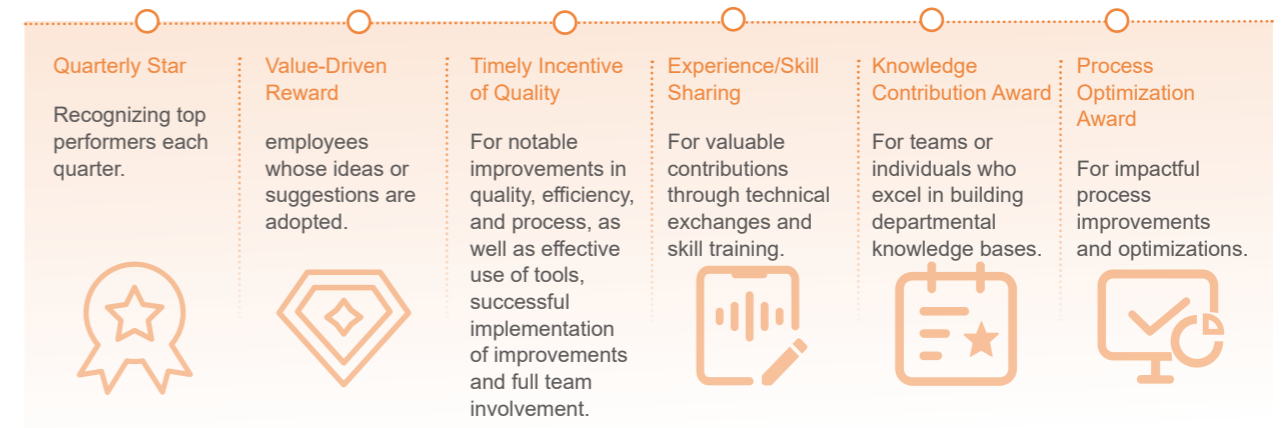 Quarterly Star
Recognizing top
performers each
quarter.
Value-Driven
Reward
employees
whose ideas or
suggestions are
adopted.
Timely Incentive
of Quality
For notable
improvements in
quality, efficiency,
and process, as
well as effective
use of tools,
successful
implementation
of improvements
and full team
involvement.
Experience/Skill
Sharing
For valuable
contributions
through technical
exchanges and
skill training.
Knowledge
Contribution Award
For teams or
individuals who
excel in building
departmental
knowledge bases.
Process
Optimization
Award
For impactful
process
improvements
and optimizations.